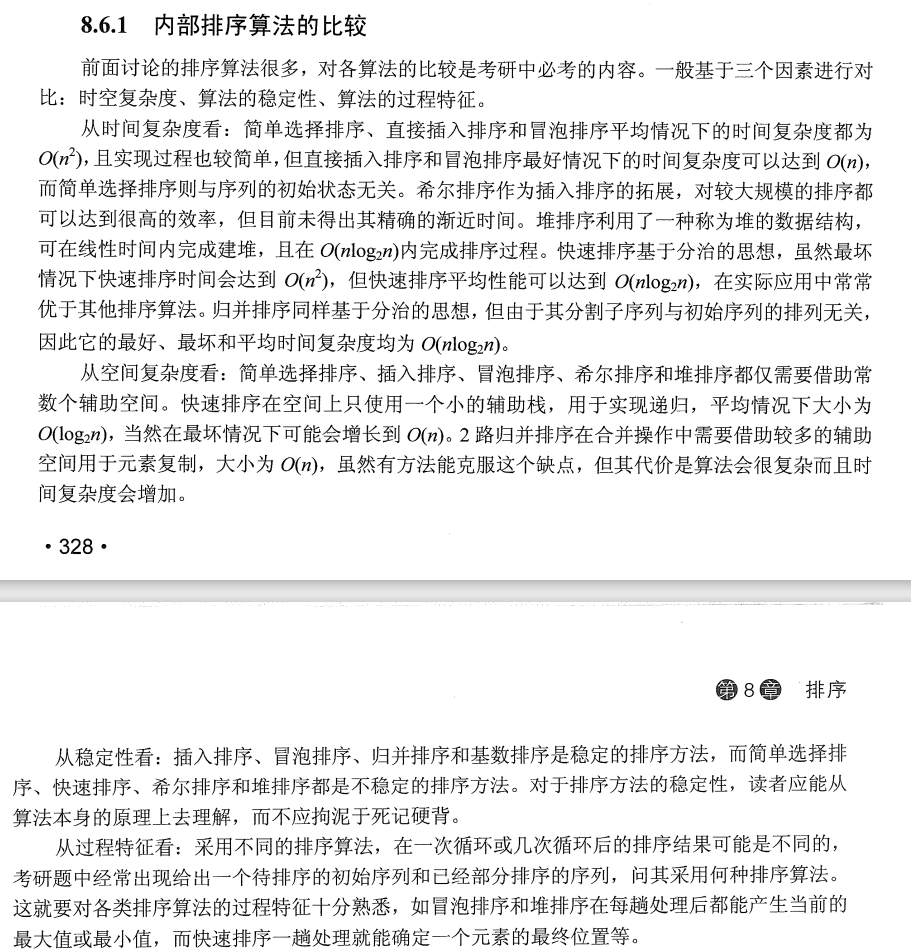 8.6.1 内部排序算法的比较
前面讨论的排序算法很多，对各算法的比较是考研中必考的内容。一般基于三个因素进行对
比：时空复杂度、算法的稳定性、算法的过程特征。
从时间复杂度看：简单选择排序、直接插入排序和冒泡排序平均情况下的时间复杂度都为
O(n²)，且实现过程也较简单，但直接插入排序和冒泡排序最好情况下的时间复杂度可以达到 O(n)，
而简单选择排序则与序列的初始状态无关。希尔排序作为插入排序的拓展，对较大规模的排序都
可以达到很高的效率，但目前未得出其精确的渐近时间。堆排序利用了一种称为堆的数据结构，
可在线性时间内完成建堆，且在 O(nlog₂n)内完成排序过程。快速排序基于分治的思想，虽然最坏
情况下快速排序时间会达到 O(n²)，但快速排序平均性能可以达到 O(nlog₂n)，在实际应用中常常
优于其他排序算法。归并排序同样基于分治的思想，但由于其分割子序列与初始序列的排列无关，
因此它的最好、最坏和平均时间复杂度均为 O(nlog₂n)。
从空间复杂度看：简单选择排序、插入排序、冒泡排序、希尔排序和堆排序都仅需要借助常
数个辅助空间。快速排序在空间上只使用一个小的辅助栈，用于实现递归，平均情况下大小为
O(log₂n)，当然在最坏情况下可能会增长到 O(n)。2 路归并排序在合并操作中需要借助较多的辅助
空间用于元素复制，大小为 O(n)，虽然有方法能克服这个缺点，但其代价是算法会很复杂而且时
间复杂度会增加。
·328·
第8章 排序
从稳定性看：插入排序、冒泡排序、归并排序和基数排序是稳定的排序方法，而简单选择排
序、快速排序、希尔排序和堆排序都是不稳定的排序方法。对于排序方法的稳定性，读者应能从
算法本身的原理上去理解，而不应拘泥于死记硬背。
从过程特征看：采用不同的排序算法，在一次循环或几次循环后的排序结果可能是不同的，
考研题中经常出现给出一个待排序的初始序列和已经部分排序的序列，问其采用何种排序算法。
这就要对各类排序算法的过程特征十分熟悉，如冒泡排序和堆排序在每趟处理后都能产生当前的
最大值或最小值，而快速排序一趟处理就能确定一个元素的最终位置等。